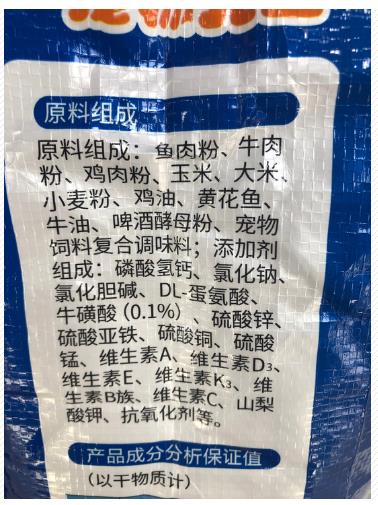 原料组成
原料组成：鱼肉粉、牛肉
粉、鸡肉粉、玉米、大米、
小麦粉、鸡油、黄花鱼、
牛油、啤酒酵母粉、宠物
饲料复合调味料；添加剂
组成：磷酸氢钙、氯化钠、
氯化胆碱、DL-蛋氨酸、
牛磺酸（0.1%）、硫酸锌、
硫酸亚铁、硫酸铜、硫酸
锰、维生素A、维生素D₃、
维生素E、维生素K₃、维
生素B族、维生素C、山梨
酸钾、抗氧化剂等。
产品成分分析保证值
（以干物质计）